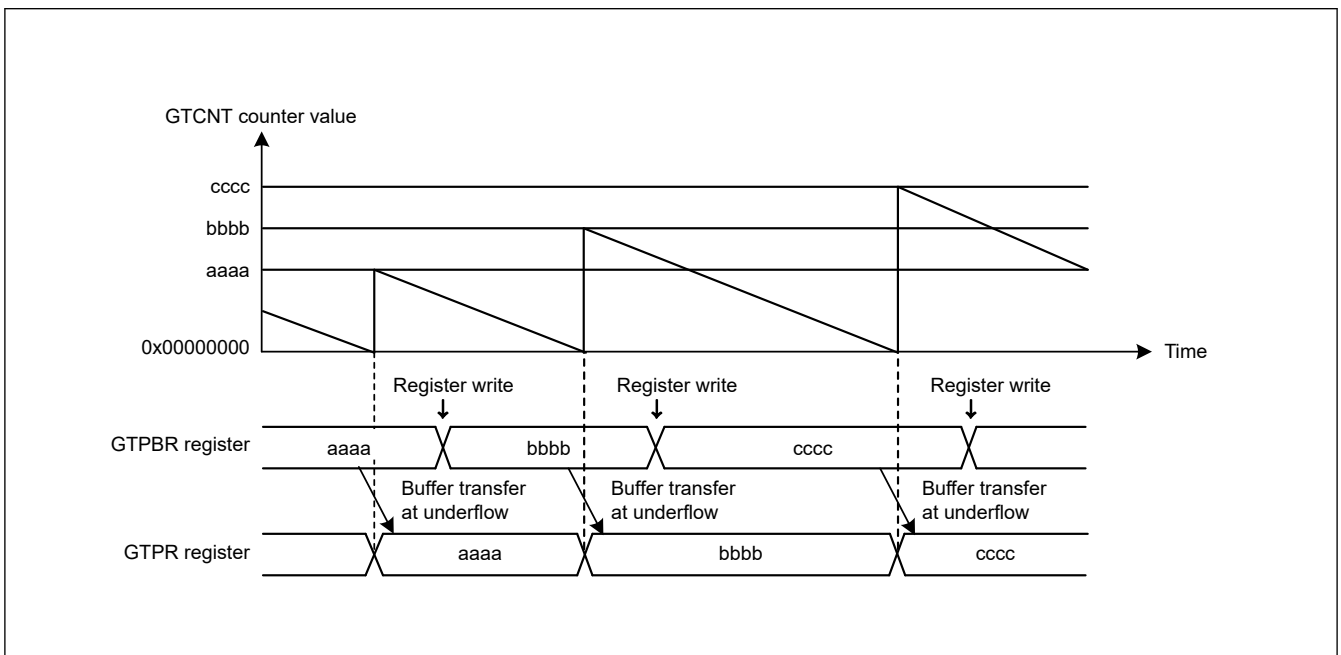 GTCNT counter value
cccc
bbbb
aaaa
0x00000000
Time
Register write
Register write
Register write
GTPBR register
aaaa
bbbb
cccc
Buffer transfer
at underflow
Buffer transfer
at underflow
Buffer transfer
at underflow
GTPR register
aaaa
bbbb
cccc